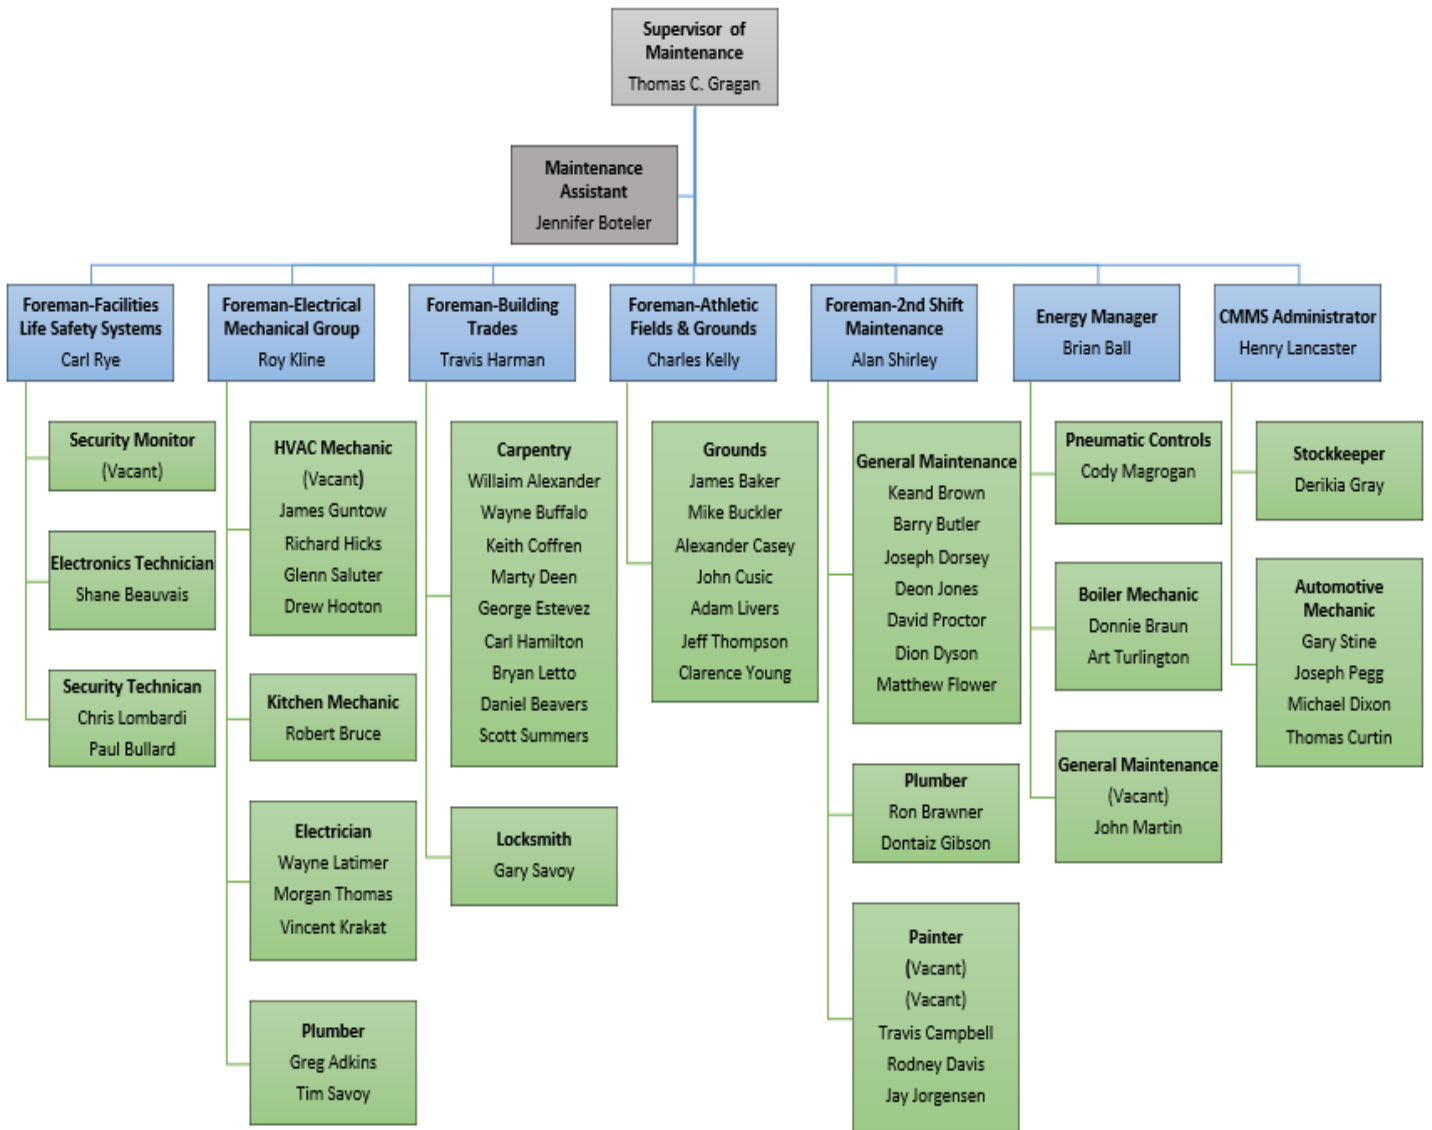 Supervisor of
Maintenance
Thomas C. Gragan
Maintenance
Assistant
Jennifer Boteler
Foreman-Facilities
Life Safety Systems
Carl Rye
Security Monitor
(Vacant)
Electronics Technician
Shane Beauvais
Security Technican
Chris Lombardi
Paul Bullard
Foreman-Electrical
Mechanical Group
Roy Kline
HVAC Mechanic
(Vacant)
James Guntow
Richard Hicks
Glenn Saluter
Drew Hooton
Kitchen Mechanic
Robert Bruce
Electrician
Wayne Latimer
Morgan Thomas
Vincent Krakat
Plumber
Greg Adkins
Tim Savoy
Foreman-Building
Trades
Travis Harman
Carpentry
Willaim Alexander
Wayne Buffalo
Keith Coffren
Marty Deen
George Estevez
Carl Hamilton
Bryan Letto
Daniel Beavers
Scott Summers
Locksmith
Gary Savoy
Foreman-Athletic
Fields & Grounds
Charles Kelly
Grounds
James Baker
Mike Buckler
Alexander Casey
John Cusic
Adam Livers
Jeff Thompson
Clarence Young
Foreman-2nd Shift
Maintenance
Alan Shirley
General Maintenance
Keand Brown
Barry Butler
Joseph Dorsey
Deon Jones
David Proctor
Dion Dyson
Matthew Flower
Plumber
Ron Brawner
Dontaiz Gibson
Painter
(Vacant)
(Vacant)
Travis Campbell
Rodney Davis
Jay Jorgensen
Energy Manager
Brian Ball
Pneumatic Controls
Cody Magrogan
Boiler Mechanic
Donnie Braun
Art Turlington
General Maintenance
(Vacant)
John Martin
CMMS Administrator
Henry Lancaster
Stockkeeper
Derikia Gray
Automotive
Mechanic
Gary Stine
Joseph Pegg
Michael Dixon
Thomas Curtin